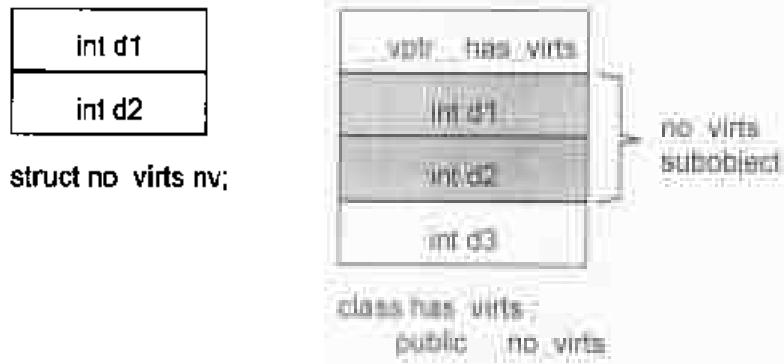 int d1
int d2
struct no_virts nv;
__vptr__has_virts
int d1
int d2
int d3
no_virts
subobject
class has_virts :
public no_virts